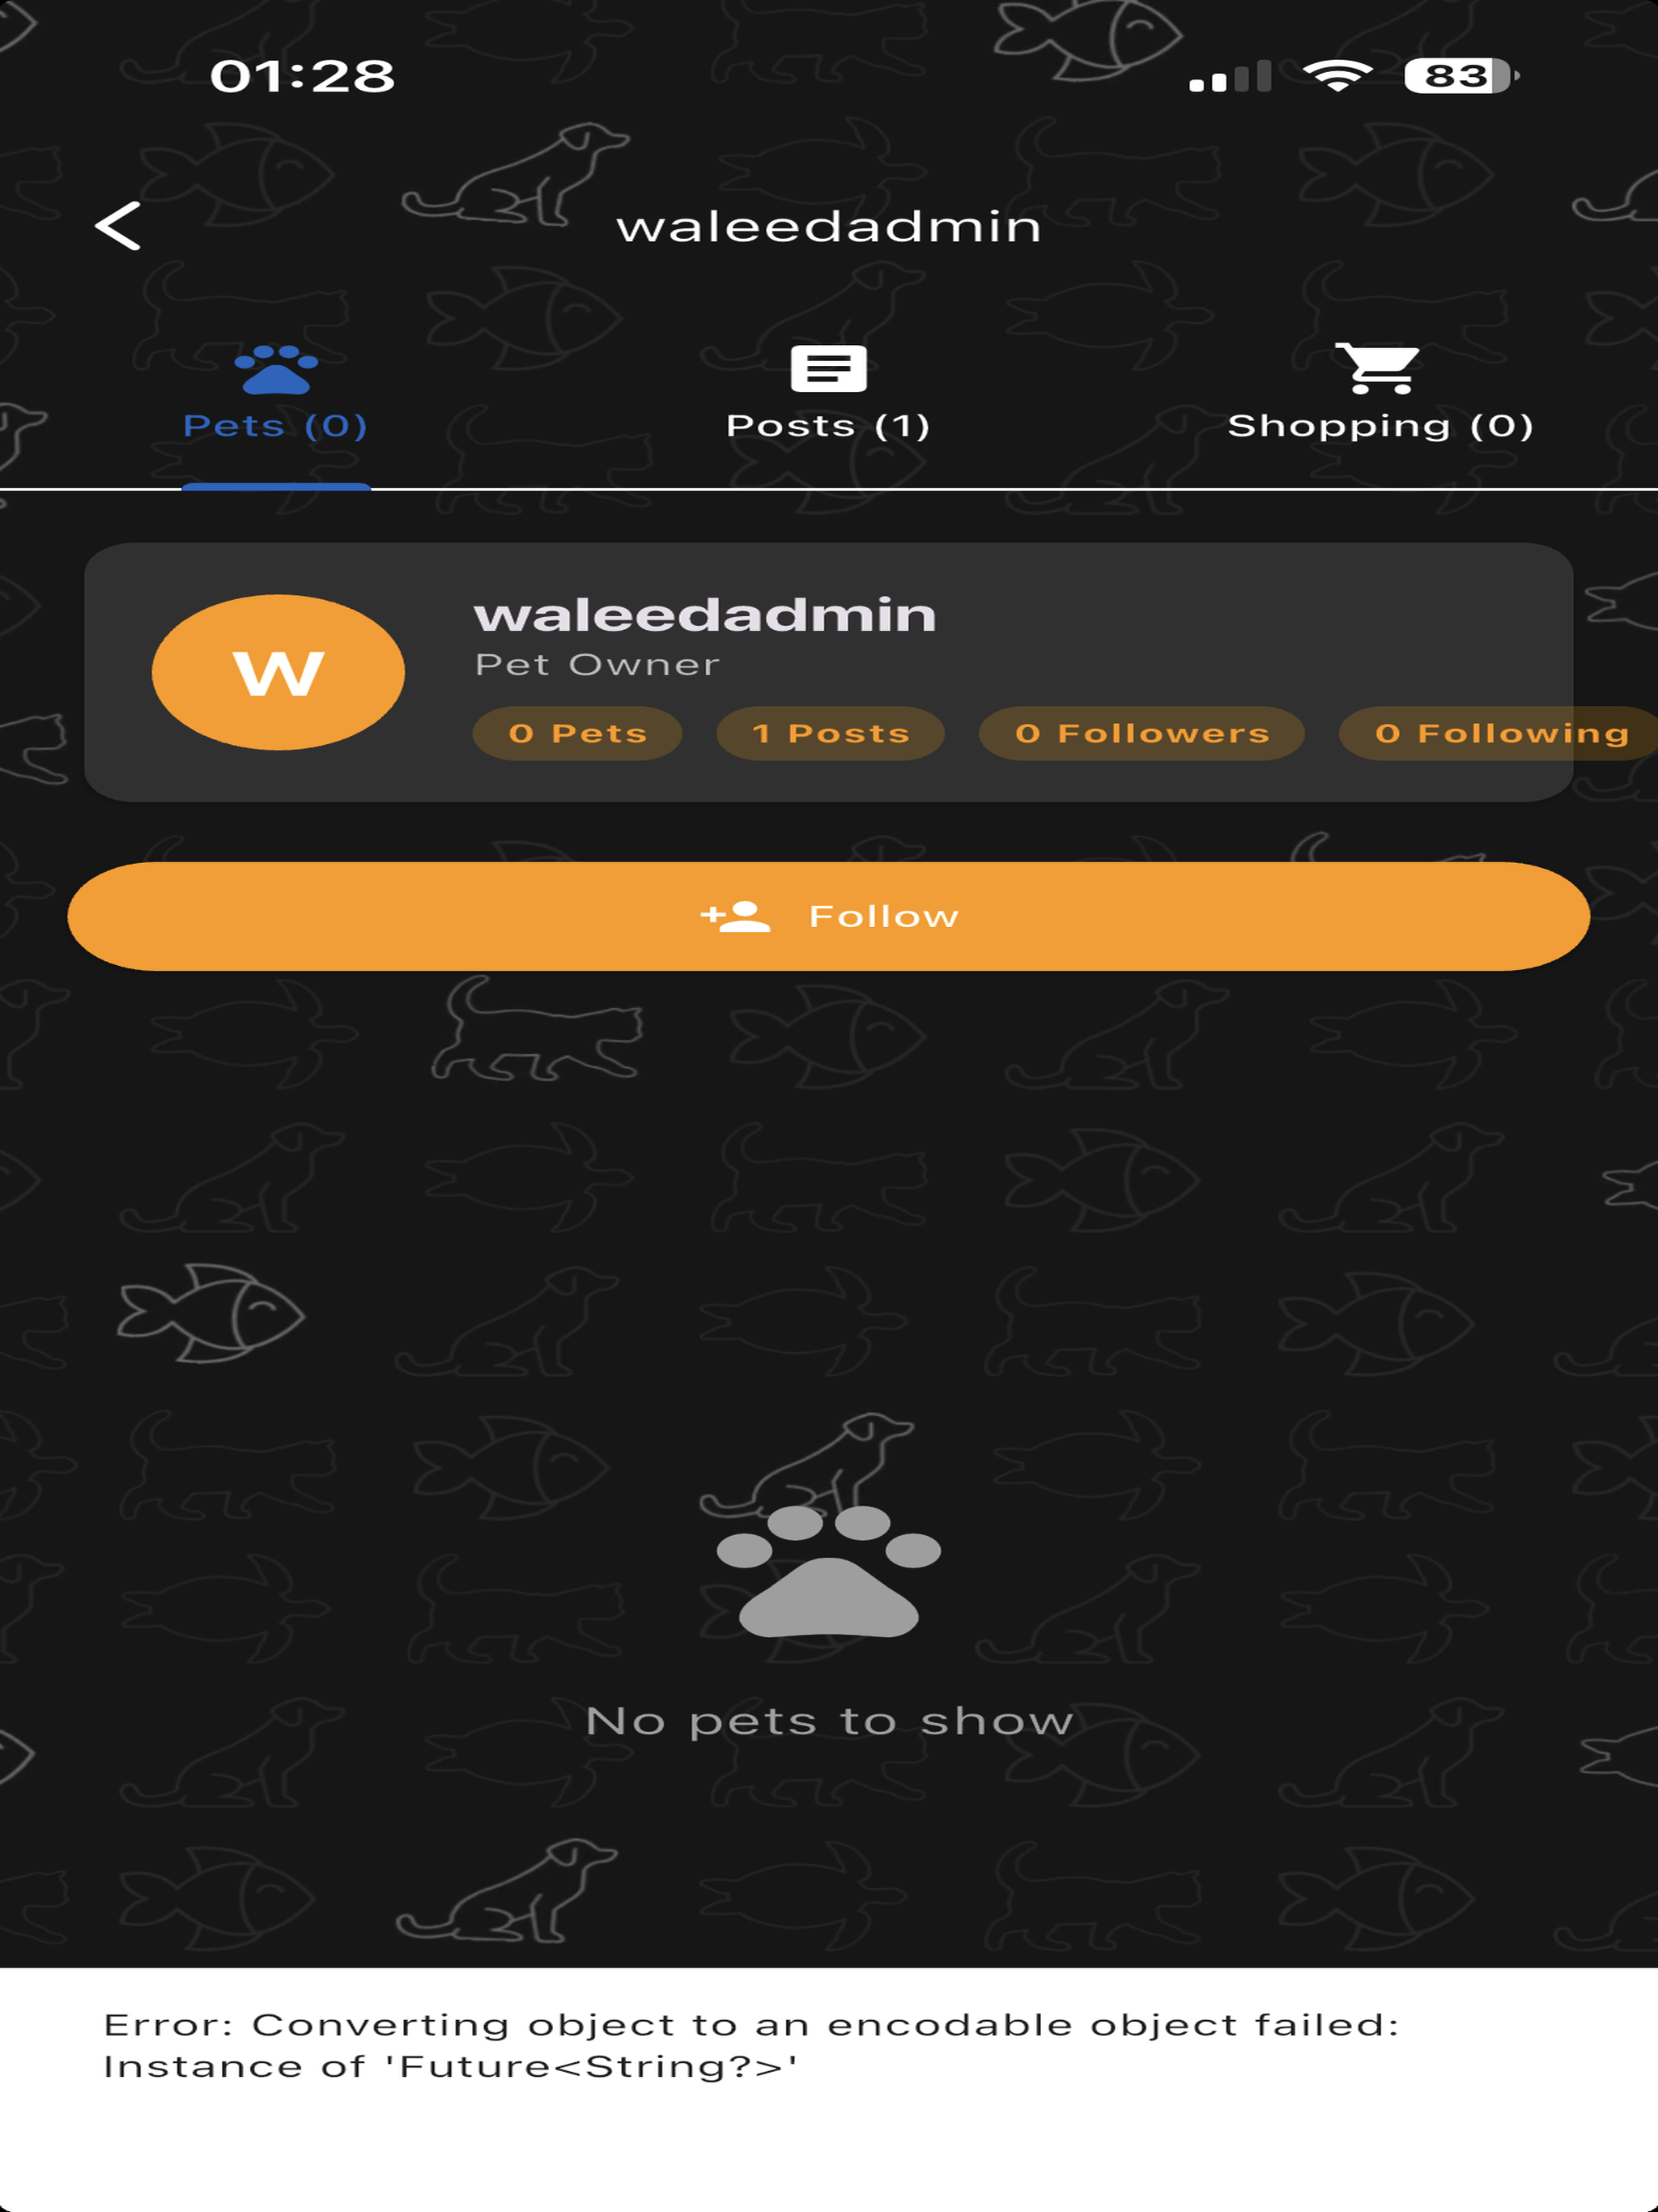 01:28
83
waleedadmin
Pets (0)
Posts (1)
Shopping (0)
W
waleedadmin
Pet Owner
0 Pets
1 Posts
0 Followers
0 Following
Follow
No pets to show
Error: Converting object to an encodable object failed:
Instance of 'Future<String?>'